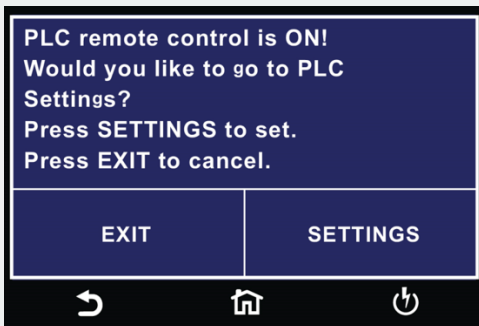 PLC remote control is ON!
Would you like to go to PLC
Settings?
Press SETTINGS to set.
Press EXIT to cancel.
EXIT
SETTINGS